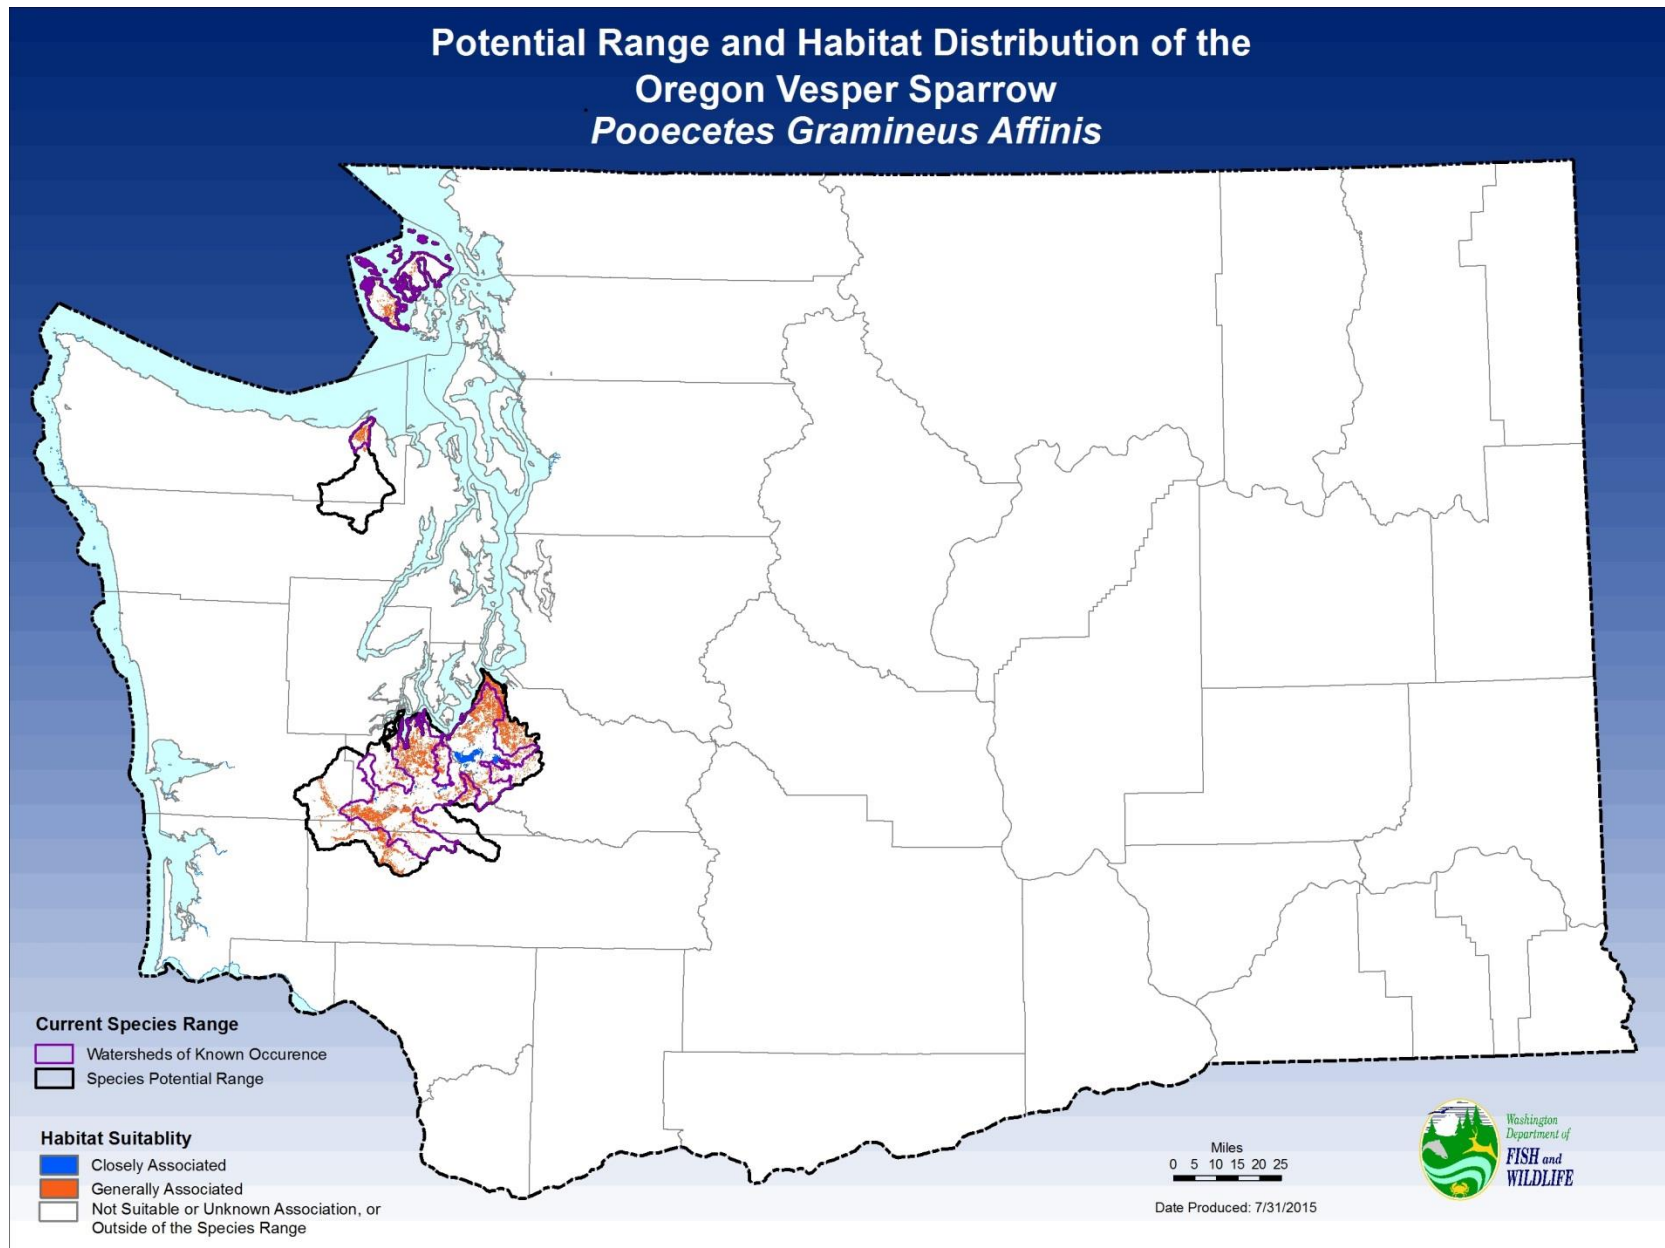 Potential Range and Habitat Distribution of the
Oregon Vesper Sparrow
Pooecetes Gramineus Affinis
Current Species Range
Watersheds of Known Occurence
Species Potential Range
Habitat Suitablity
Closely Associated
Generally Associated
Not Suitable or Unknown Association, or
Outside of the Species Range
Miles
0 5 10 15 20 25
Date Produced: 7/31/2015
Washington
Department of
FISH and
WILDLIFE